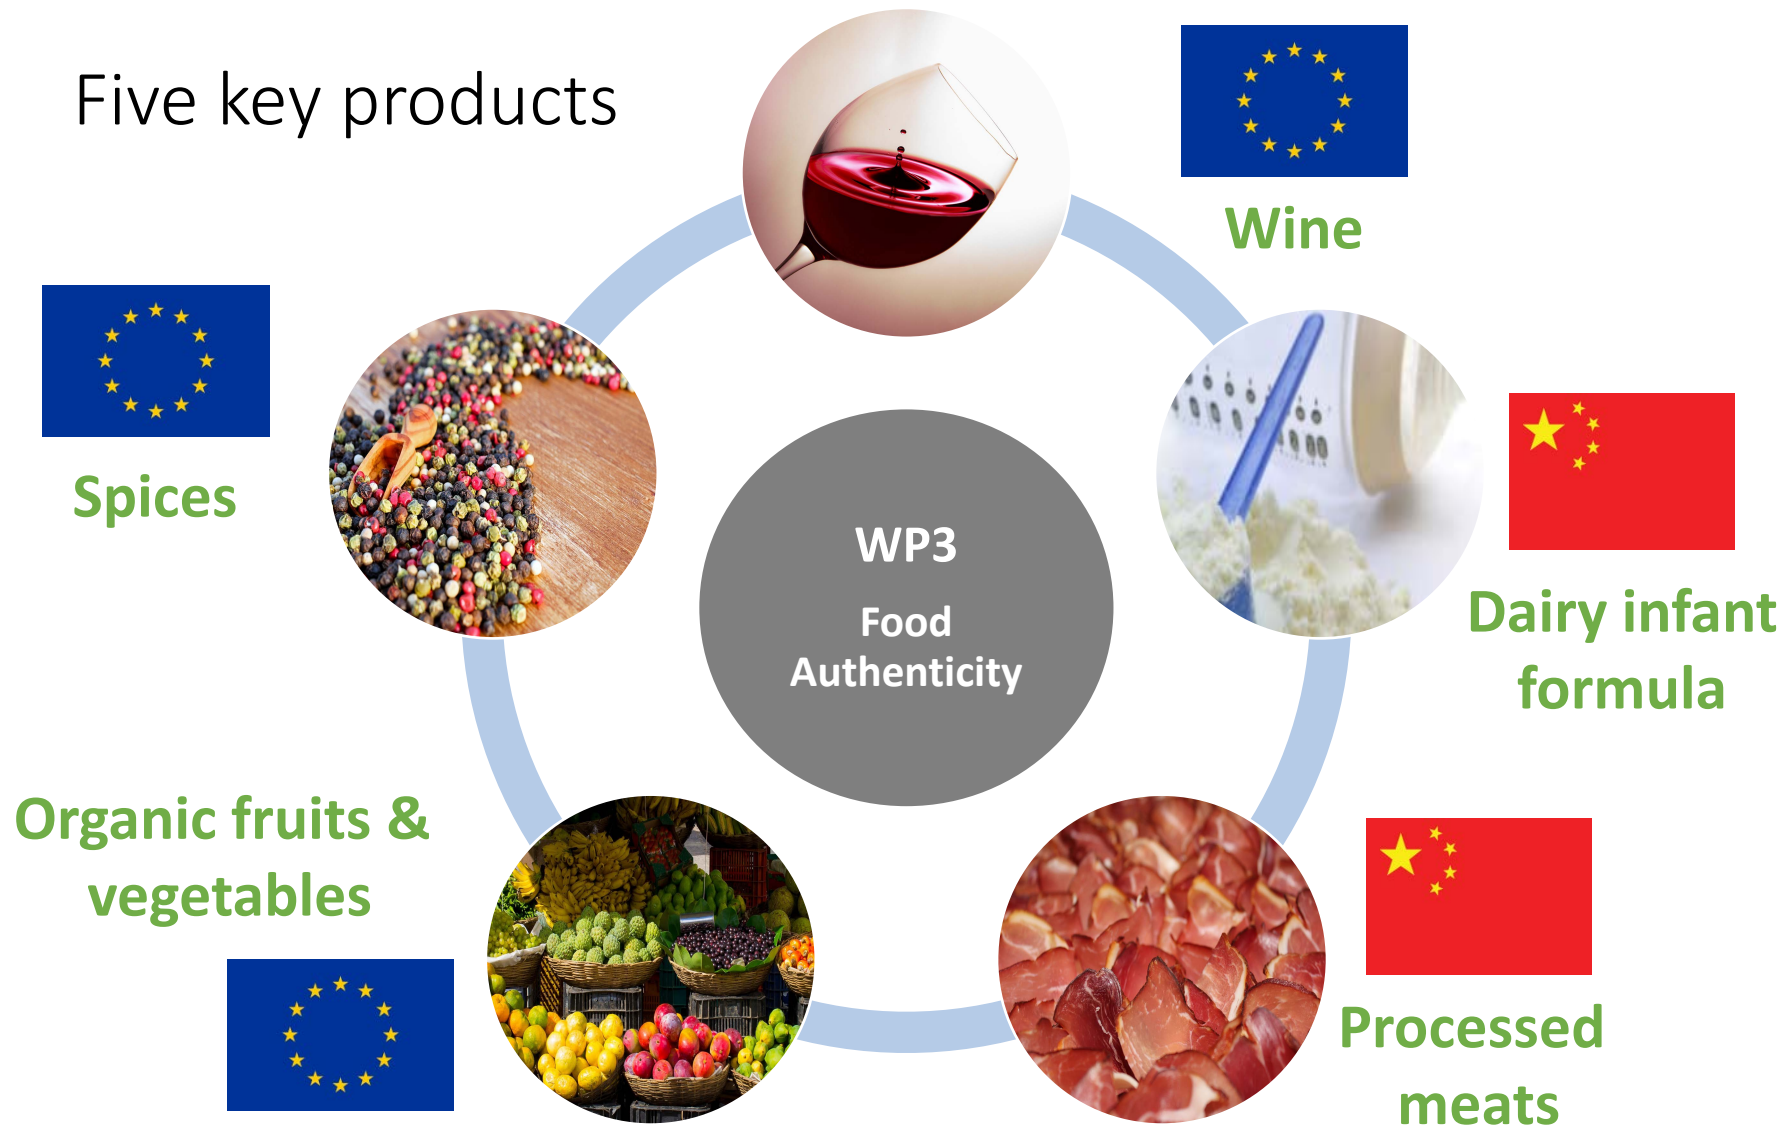 Five key products
Wine
Spices
Dairy infant
formula
WP3
Food
Authenticity
Organic fruits &
vegetables
Processed
meats